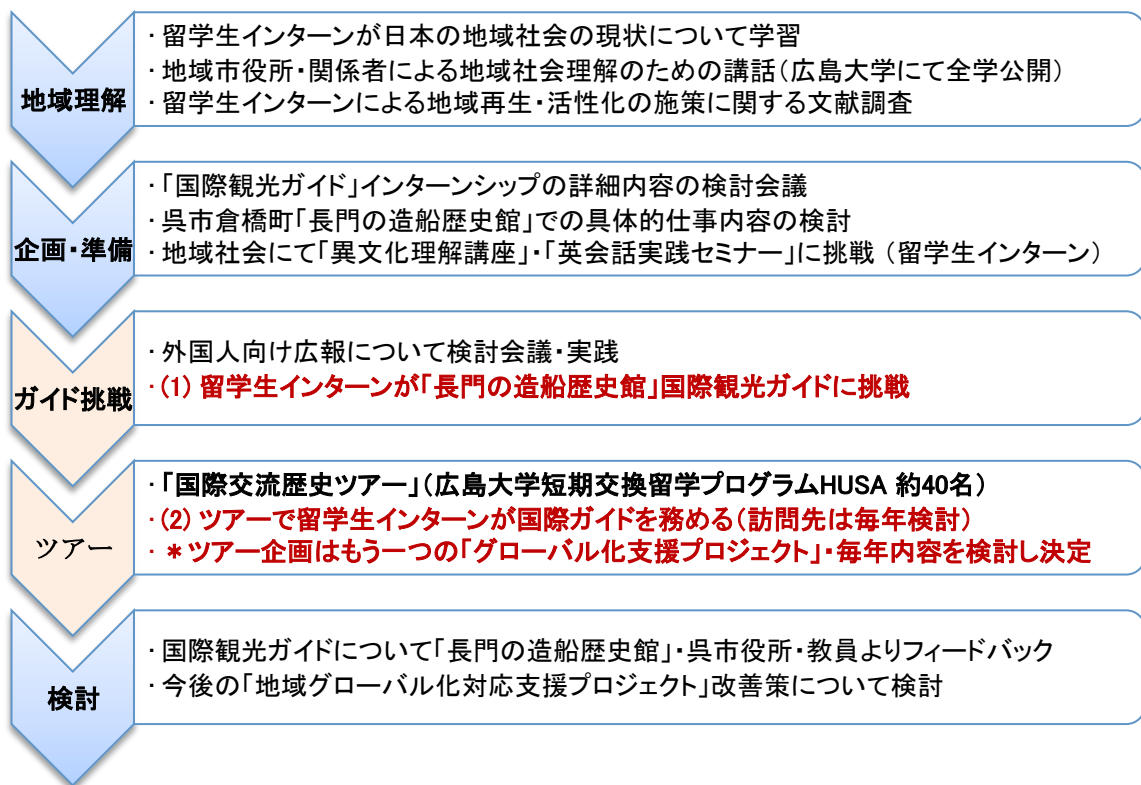 地域理解
・留学生インターンが日本の地域社会の現状について学習
・地域市役所・関係者による地域社会理解のための講話(広島大学にて全学公開)
・留学生インターンによる地域再生・活性化の施策に関する文献調査
企画・準備
・「国際観光ガイド」インターンシップの詳細内容の検討会議
・呉市倉橋町「長門の造船歴史館」での具体的仕事内容の検討
・地域社会にて「異文化理解講座」・「英会話実践セミナー」に挑戦 (留学生インターン)
ガイド挑戦
・外国人向け広報について検討会議・実践
・(1) 留学生インターンが「長門の造船歴史館」国際観光ガイドに挑戦
ツアー
・「国際交流歴史ツアー」(広島大学短期交換留学プログラムHUSA 約40名)
・(2) ツアーで留学生インターンが国際ガイドを務める(訪問先は毎年検討)
・ *ツアー企画はもう一つの「グローバル化支援プロジェクト」・毎年内容を検討し決定
検討
・国際観光ガイドについて「長門の造船歴史館」・呉市役所・教員よりフィードバック
・今後の「地域グローバル化対応支援プロジェクト」改善策について検討